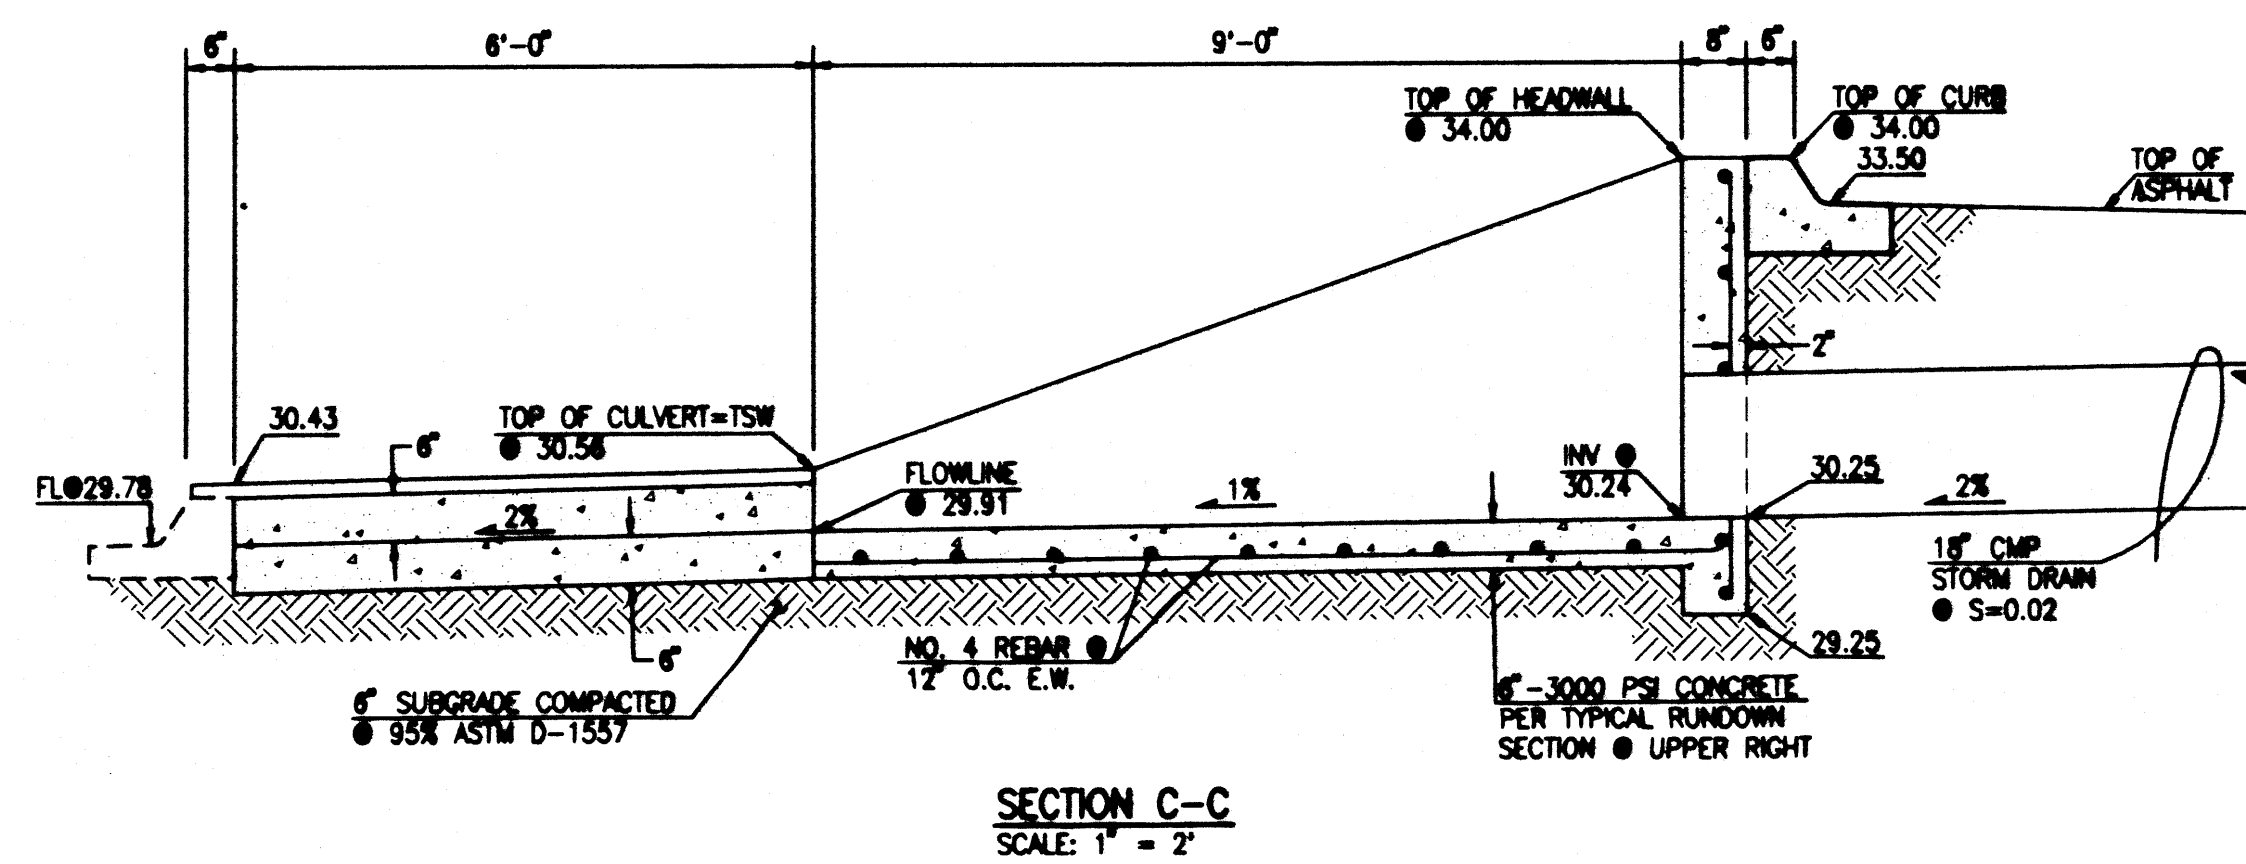 6" 6'-0" 9'-0" 8" 6"
TOP OF HEADWALL
@ 34.00
TOP OF CURB
@ 34.00
33.50
TOP OF
ASPHALT
2"
30.43
6"
TOP OF CULVERT=TSW
@ 30.56
FL@29.78
FLOWLINE
@ 29.91
INV @
30.24
30.25
1%
2%
2%
18" CMP
STORM DRAIN
@ S=0.02
29.25
NO. 4 REBAR @
12" O.C. E.W.
6"
6" SUBGRADE COMPACTED
@ 95% ASTM D-1557
6"-3000 PSI CONCRETE
PER TYPICAL RUNDOWN
SECTION @ UPPER RIGHT
SECTION C-C
SCALE: 1" = 2'